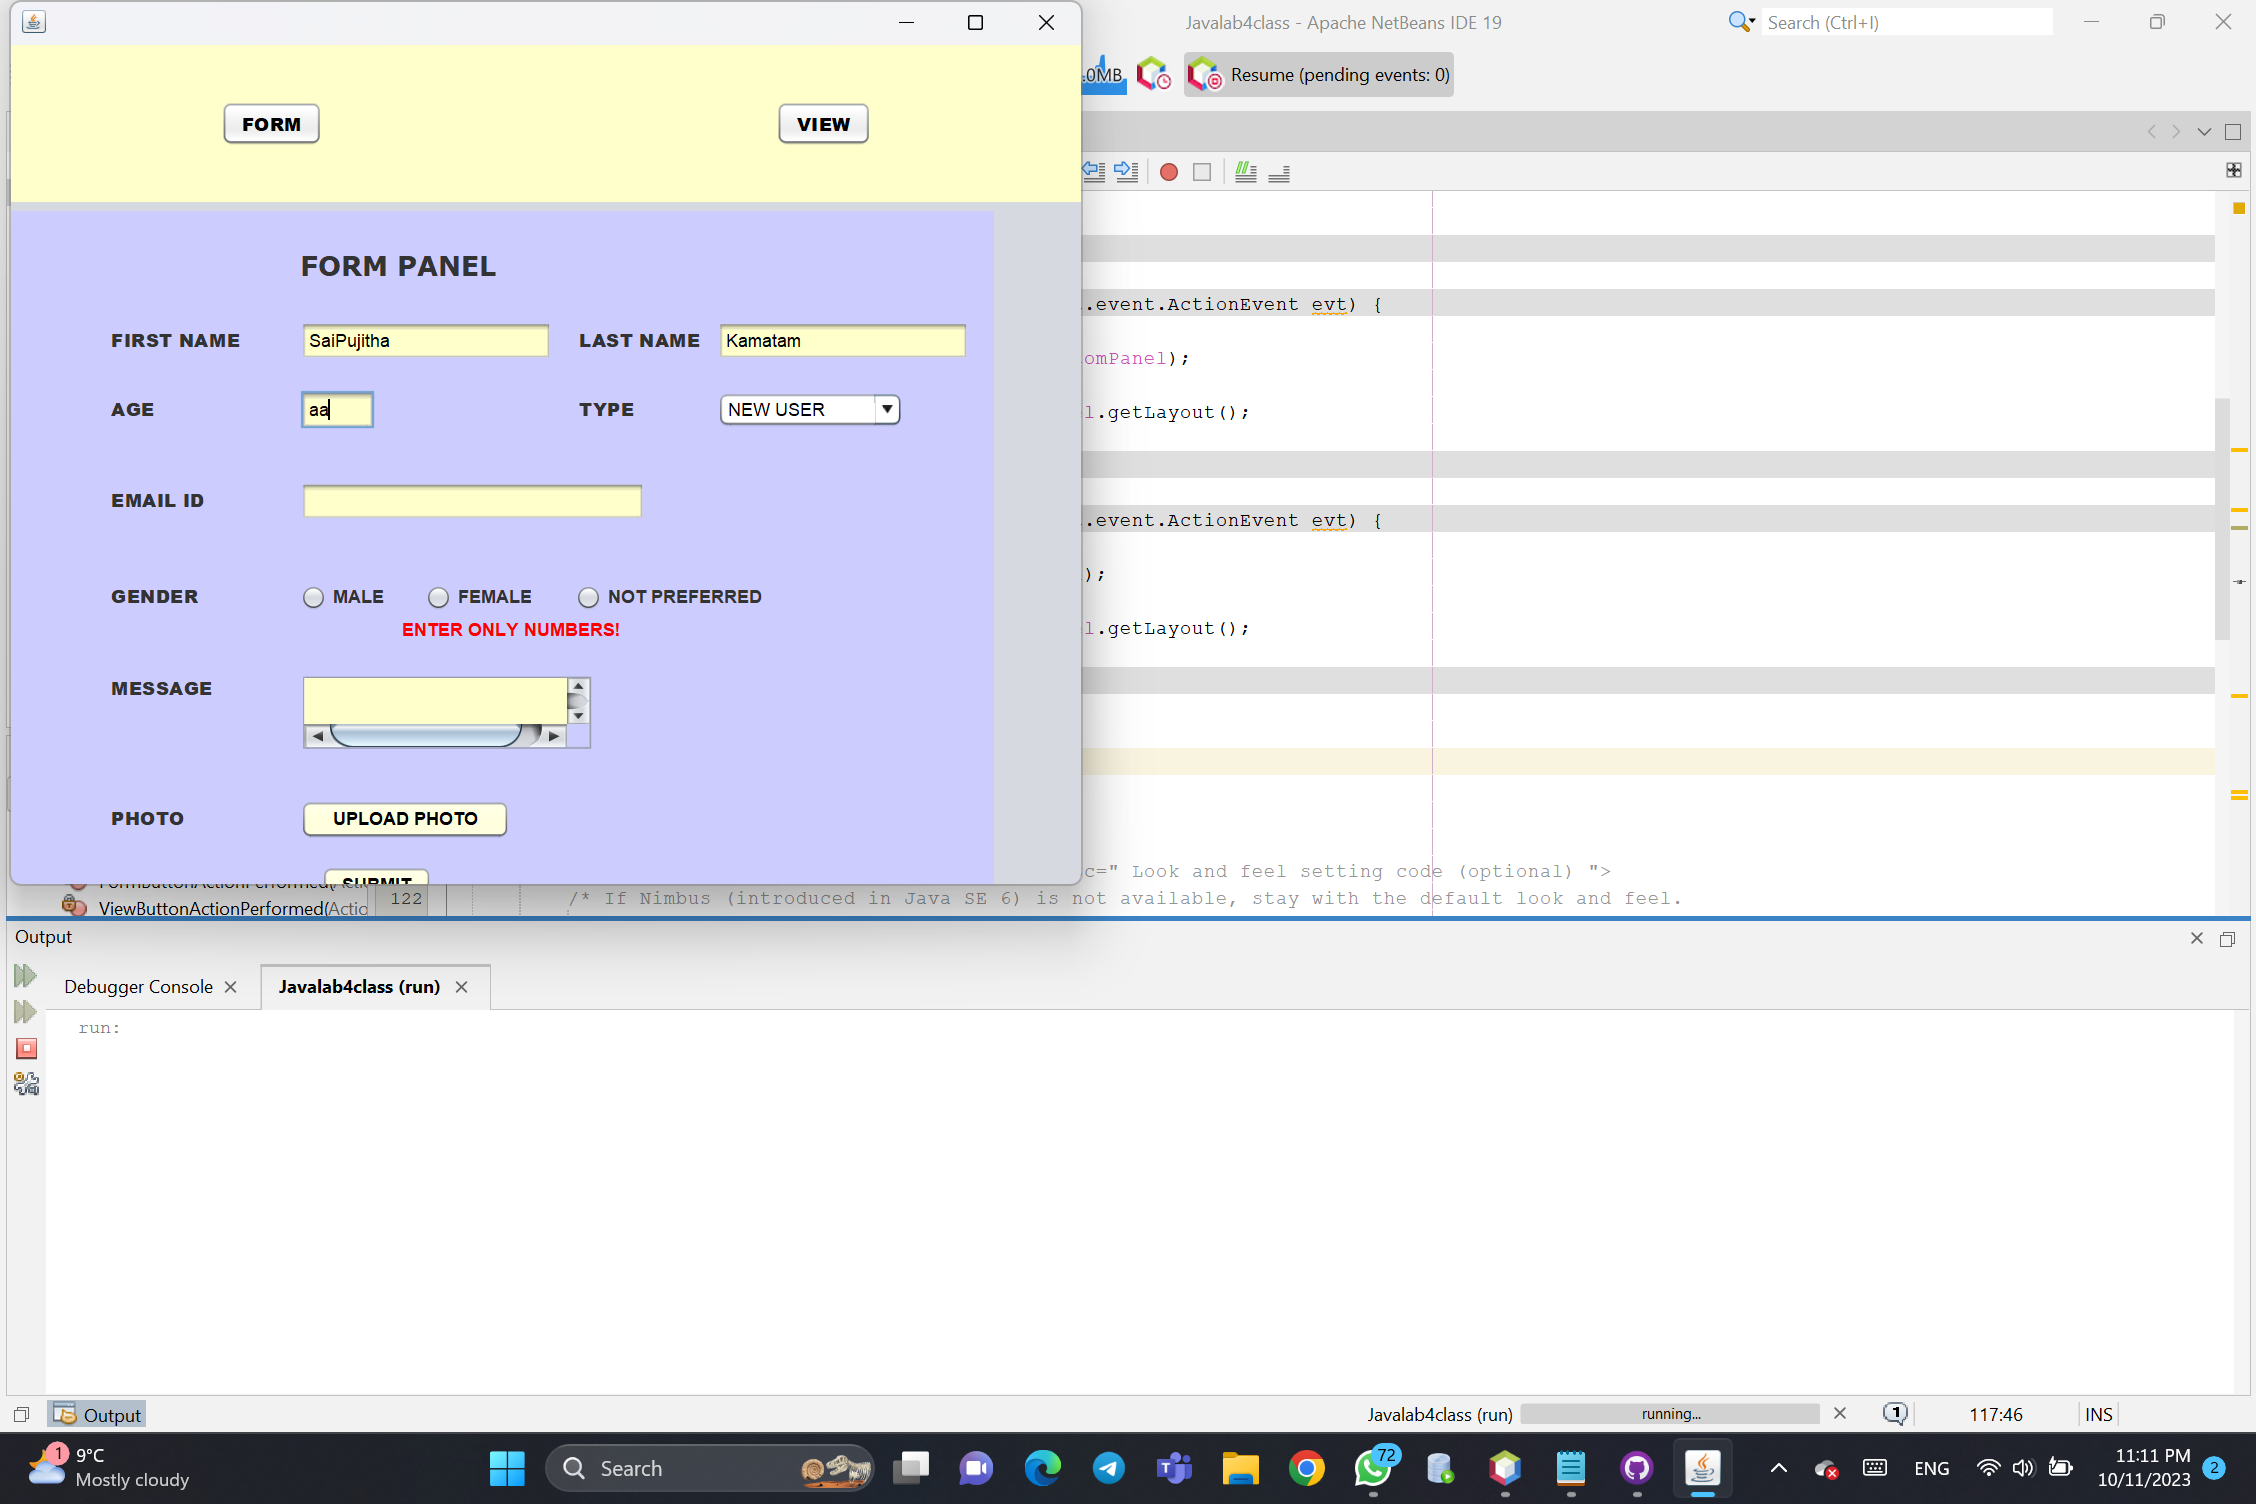 Javalab4class - Apache NetBeans IDE 19
Search (Ctrl+I)
.0MB
Resume (pending events: 0)
FORM
VIEW
FORM PANEL
FIRST NAME
SaiPujitha
LAST NAME
Kamatam
AGE
aa
TYPE
NEW USER
EMAIL ID
GENDER
MALE
FEMALE
NOT PREFERRED
ENTER ONLY NUMBERS!
MESSAGE
PHOTO
UPLOAD PHOTO
SUBMIT
.event.ActionEvent evt) {
omPanel);
l.getLayout();
.event.ActionEvent evt) {
);
l.getLayout();
c=" Look and feel setting code (optional) ">
ViewButtonActionPerformed(Actio
122
/* If Nimbus (introduced in Java SE 6) is not available, stay with the default look and feel.
Output
Debugger Console
Javalab4class (run)
run:
Output
Javalab4class (run)
running...
1
117:46
INS
1
9°C
Mostly cloudy
Search
72
ENG
11:11 PM
10/11/2023
2